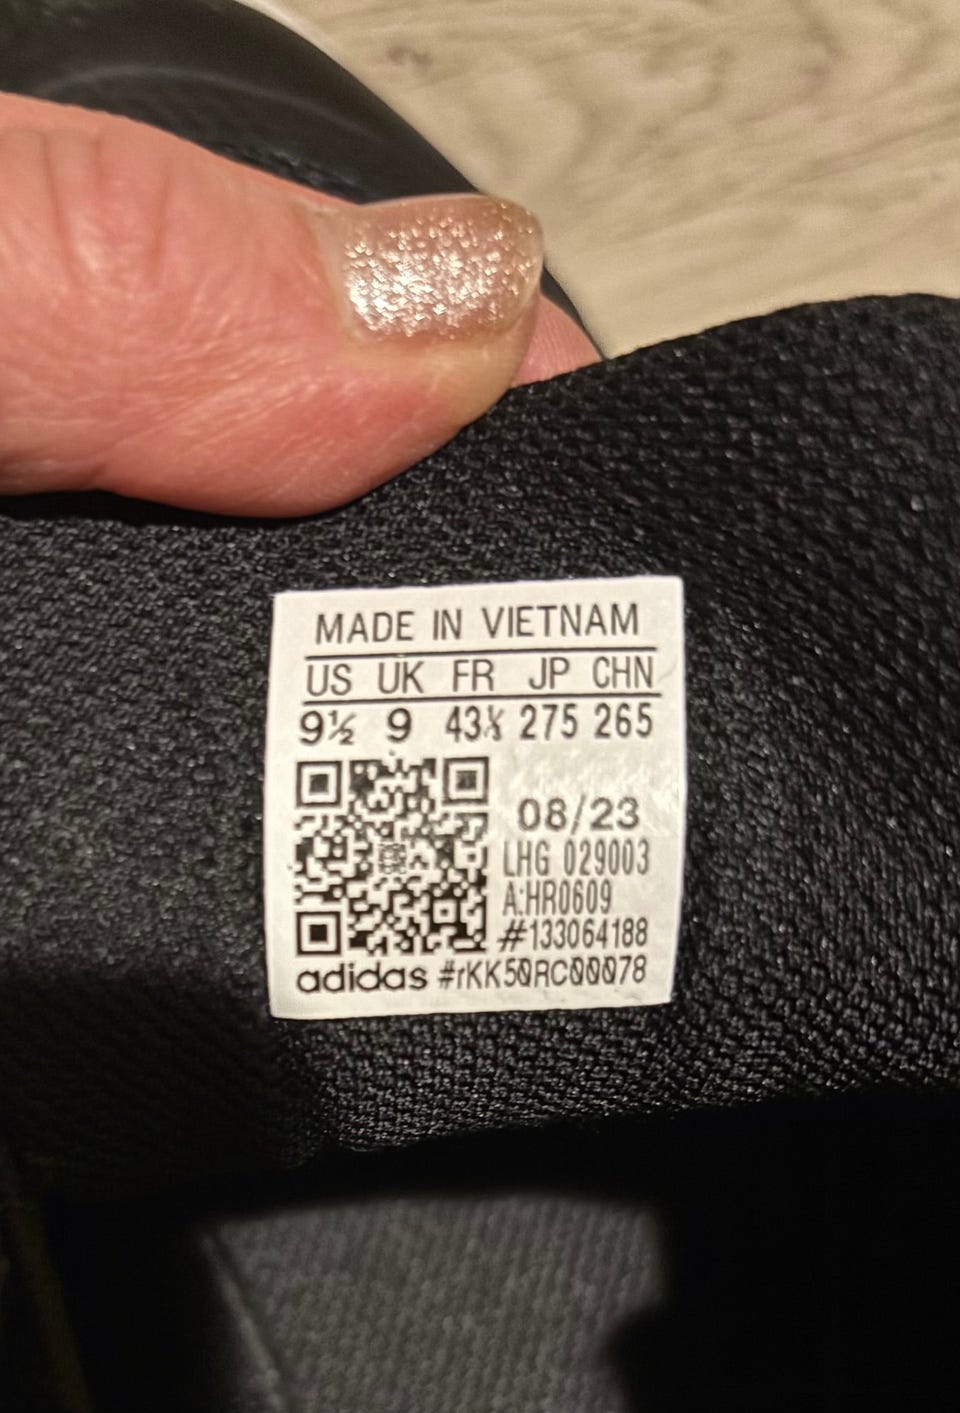 MADE IN VIETNAM
US UK FR JP CHN
9½ 9 43⅓ 275 265
08/23
LHG 029003
A:HR0609
#133064188
adidas #rKK50RC00078